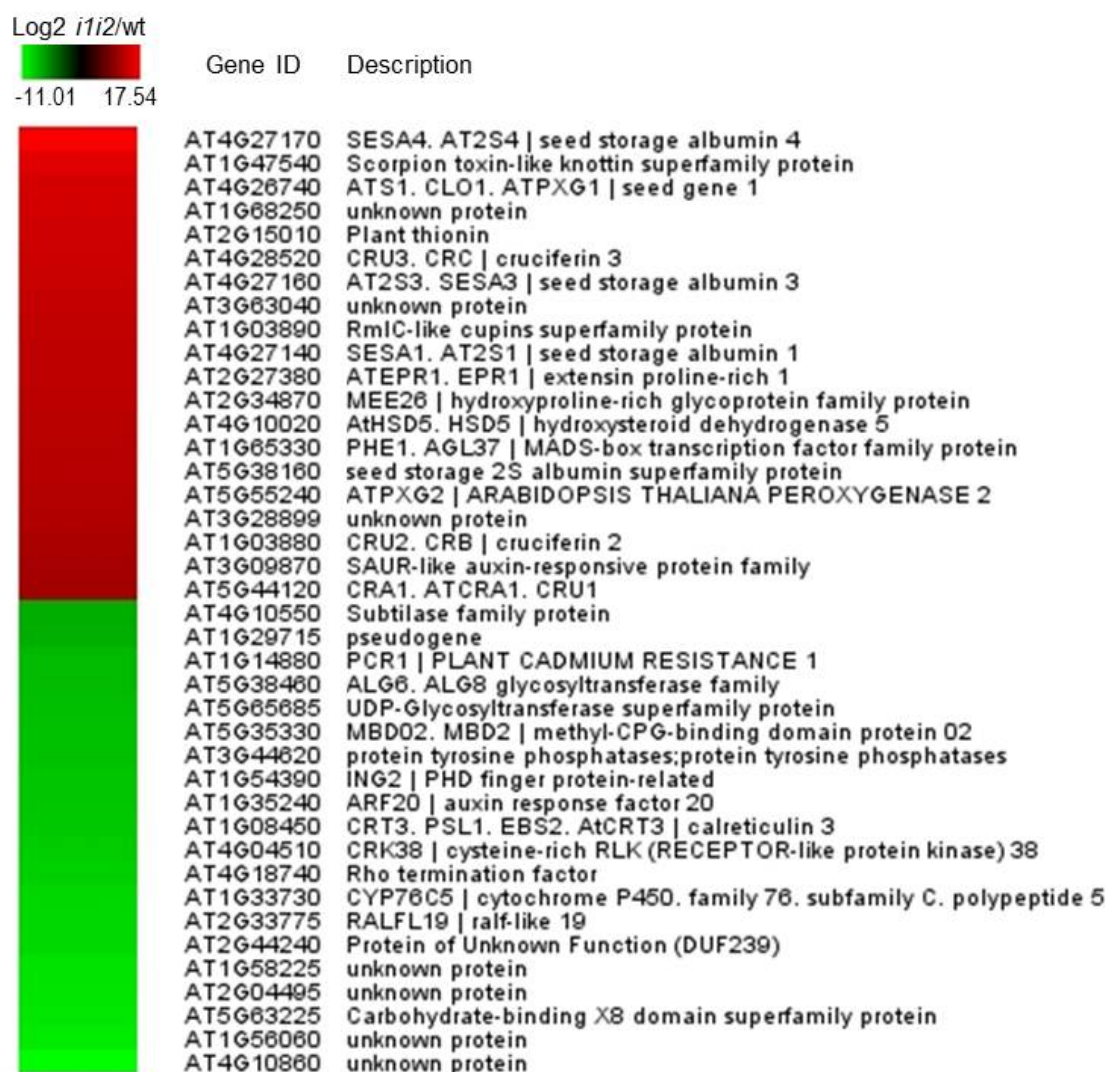 Log2 i1i2/wt
-11.01 17.54
Gene ID Description
AT4G27170 SESA4. AT2S4 | seed storage albumin 4
AT1G47540 Scorpion toxin-like knottin superfamily protein
AT4G26740 ATS1. CLO1. ATPXG1 | seed gene 1
AT1G68250 unknown protein
AT2G15010 Plant thionin
AT4G28520 CRU3. CRC | cruciferin 3
AT4G27160 AT2S3. SESA3 | seed storage albumin 3
AT3G63040 unknown protein
AT1G03890 RmlC-like cupins superfamily protein
AT4G27140 SESA1. AT2S1 | seed storage albumin 1
AT2G27380 ATEPR1. EPR1 | extensin proline-rich 1
AT2G34870 MEE26 | hydroxyproline-rich glycoprotein family protein
AT4G10020 AtHSD5. HSD5 | hydroxysteroid dehydrogenase 5
AT1G65330 PHE1. AGL37 | MADS-box transcription factor family protein
AT5G38160 seed storage 2S albumin superfamily protein
AT5G55240 ATPXG2 | ARABIDOPSIS THALIANA PEROXYGENASE 2
AT3G28899 unknown protein
AT1G03880 CRU2. CRB | cruciferin 2
AT3G09870 SAUR-like auxin-responsive protein family
AT5G44120 CRA1. ATCRA1. CRU1
AT4G10550 Subtilase family protein
AT1G29715 pseudogene
AT1G14880 PCR1 | PLANT CADMIUM RESISTANCE 1
AT5G38460 ALG6. ALG8 glycosyltransferase family
AT5G65685 UDP-Glycosyltransferase superfamily protein
AT5G35330 MBD02. MBD2 | methyl-CPG-binding domain protein 02
AT3G44620 protein tyrosine phosphatases;protein tyrosine phosphatases
AT1G54390 ING2 | PHD finger protein-related
AT1G35240 ARF20 | auxin response factor 20
AT1G08450 CRT3. PSL1. EBS2. AtCRT3 | calreticulin 3
AT4G04510 CRK38 | cysteine-rich RLK (RECEPTOR-like protein kinase) 38
AT4G18740 Rho termination factor
AT1G33730 CYP76C5 | cytochrome P450. family 76. subfamily C. polypeptide 5
AT2G33775 RALFL19 | ralf-like 19
AT2G44240 Protein of Unknown Function (DUF239)
AT1G58225 unknown protein
AT2G04495 unknown protein
AT5G63225 Carbohydrate-binding X8 domain superfamily protein
AT1G56060 unknown protein
AT4G10860 unknown protein